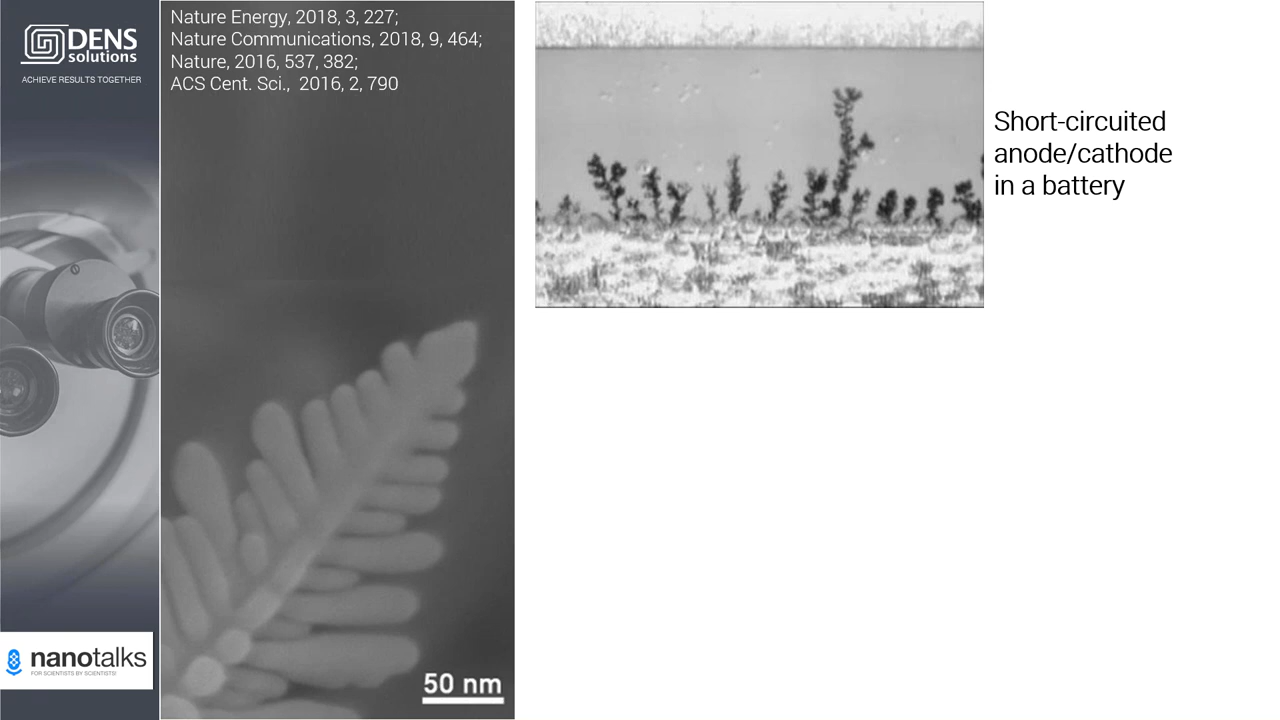 DENS
solutions
ACHIEVE RESULTS TOGETHER
Nature Energy, 2018, 3, 227;
Nature Communications, 2018, 9, 464;
Nature, 2016, 537, 382;
ACS Cent. Sci.,  2016, 2, 790
Short-circuited
anode/cathode
in a battery
50 nm
nanotalks
FOR SCIENTISTS BY SCIENTISTS!